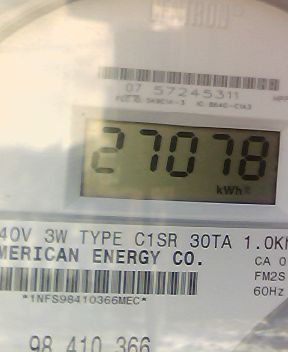 07 57245311
27078
kWh
40V 3W TYPE C1SR 30TA 1.0K
MERICAN ENERGY CO.
CA 0
FM2S
*1NFS98410366MEC*
60Hz
98 410 366